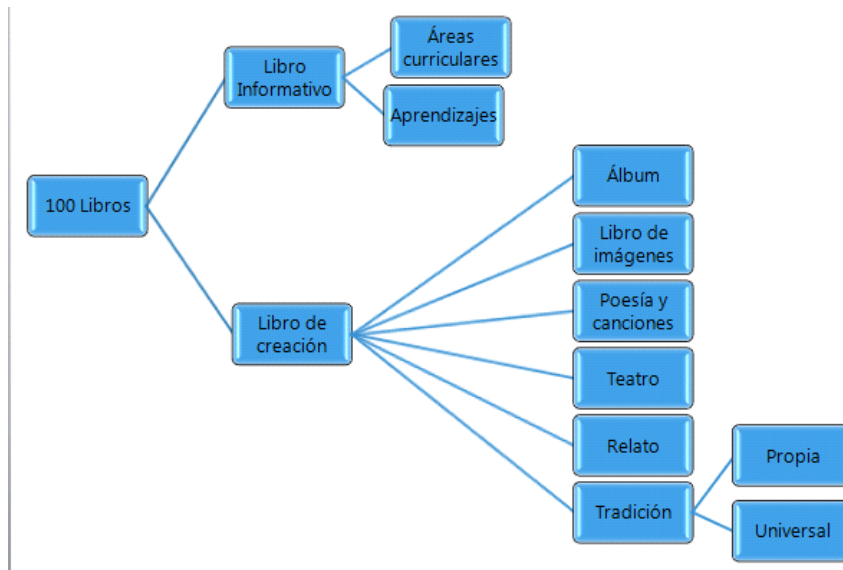 100 Libros
Libro
Informativo
Áreas
curriculares
Aprendizajes
Libro de
creación
Álbum
Libro de
imágenes
Poesía y
canciones
Teatro
Relato
Tradición
Propia
Universal